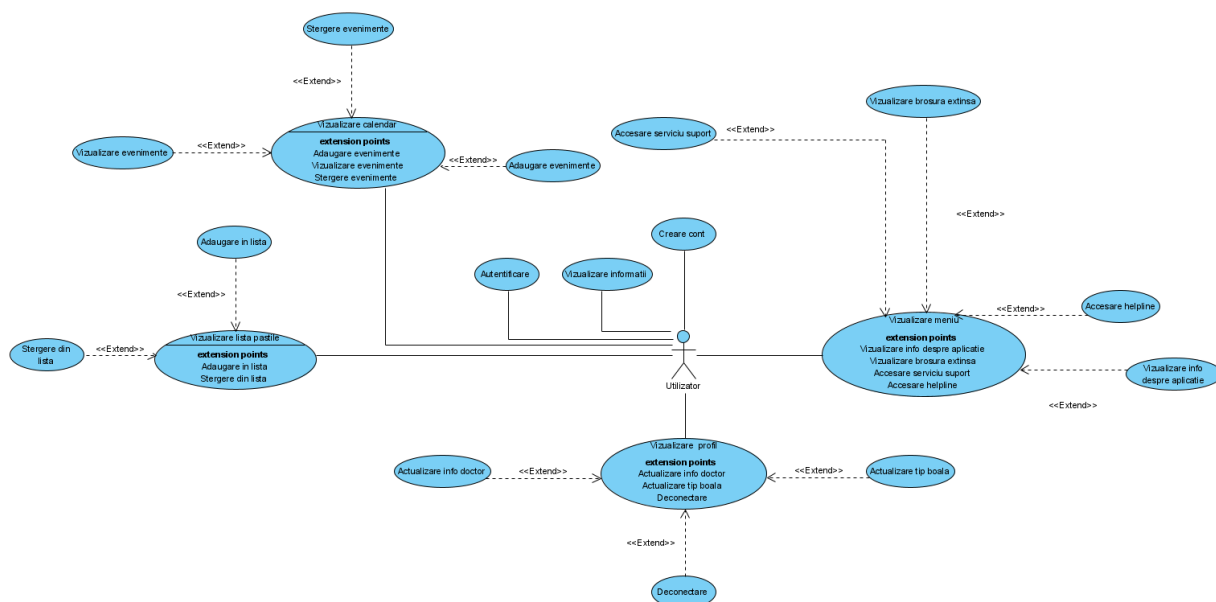 Stergere evenimente
<<Extend>>
Vizualizare brosura extinsa
Vizualizare calendar
extension points
Adaugare evenimente
Vizualizare evenimente
Stergere evenimente
Vizualizare evenimente
<<Extend>>
<<Extend>>
Adaugare evenimente
Accesare serviciu suport
<<Extend>>
<<Extend>>
Creare cont
Adaugare in lista
<<Extend>>
Autentificare
Vizualizare informatii
Vizualizare lista pastile
extension points
Adaugare in lista
Stergere din lista
Stergere din
lista
<<Extend>>
Utilizator
Vizualizare meniu
extension points
Vizualizare info despre aplicatie
Vizualizare brosura extinsa
Accesare serviciu suport
Accesare helpline
<<Extend>>
Accesare helpline
Vizualizare info
despre aplicatie
<<Extend>>
Vizualizare profil
extension points
Actualizare info doctor
Actualizare tip boala
Deconectare
Actualizare info doctor
<<Extend>>
<<Extend>>
Actualizare tip boala
<<Extend>>
Deconectare